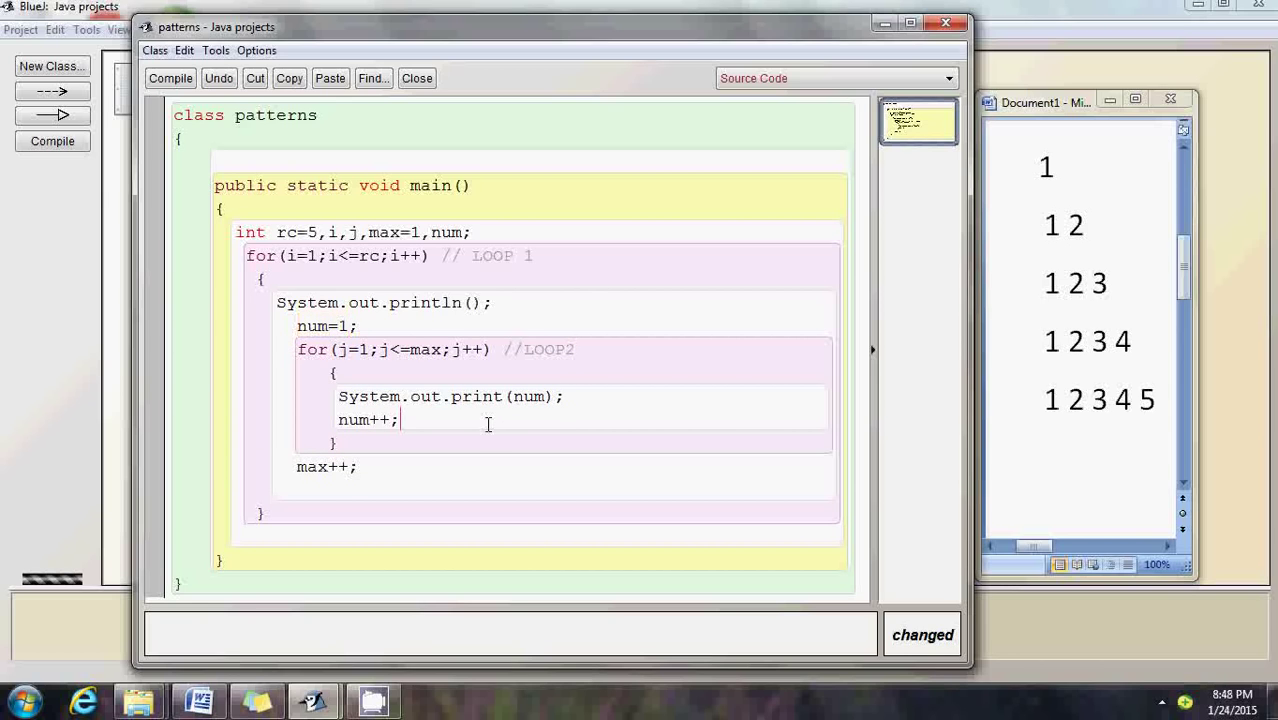 BlueJ: Java projects
Project Edit Tools View
New Class...
Compile
patterns - Java projects
Class Edit Tools Options
Compile Undo Cut Copy Paste Find... Close Source Code
class patterns
{
public static void main()
{
int rc=5,i,j,max=1,num;
for(i=1;i<=rc;i++) // LOOP 1
{
System.out.println();
num=1;
for(j=1;j<=max;j++) //LOOP2
{
System.out.print(num);
num++;
}
max++;
}
}
}
changed
Document1 - Mi...
1
1 2
1 2 3
1 2 3 4
1 2 3 4 5
100%
8:48 PM
1/24/2015